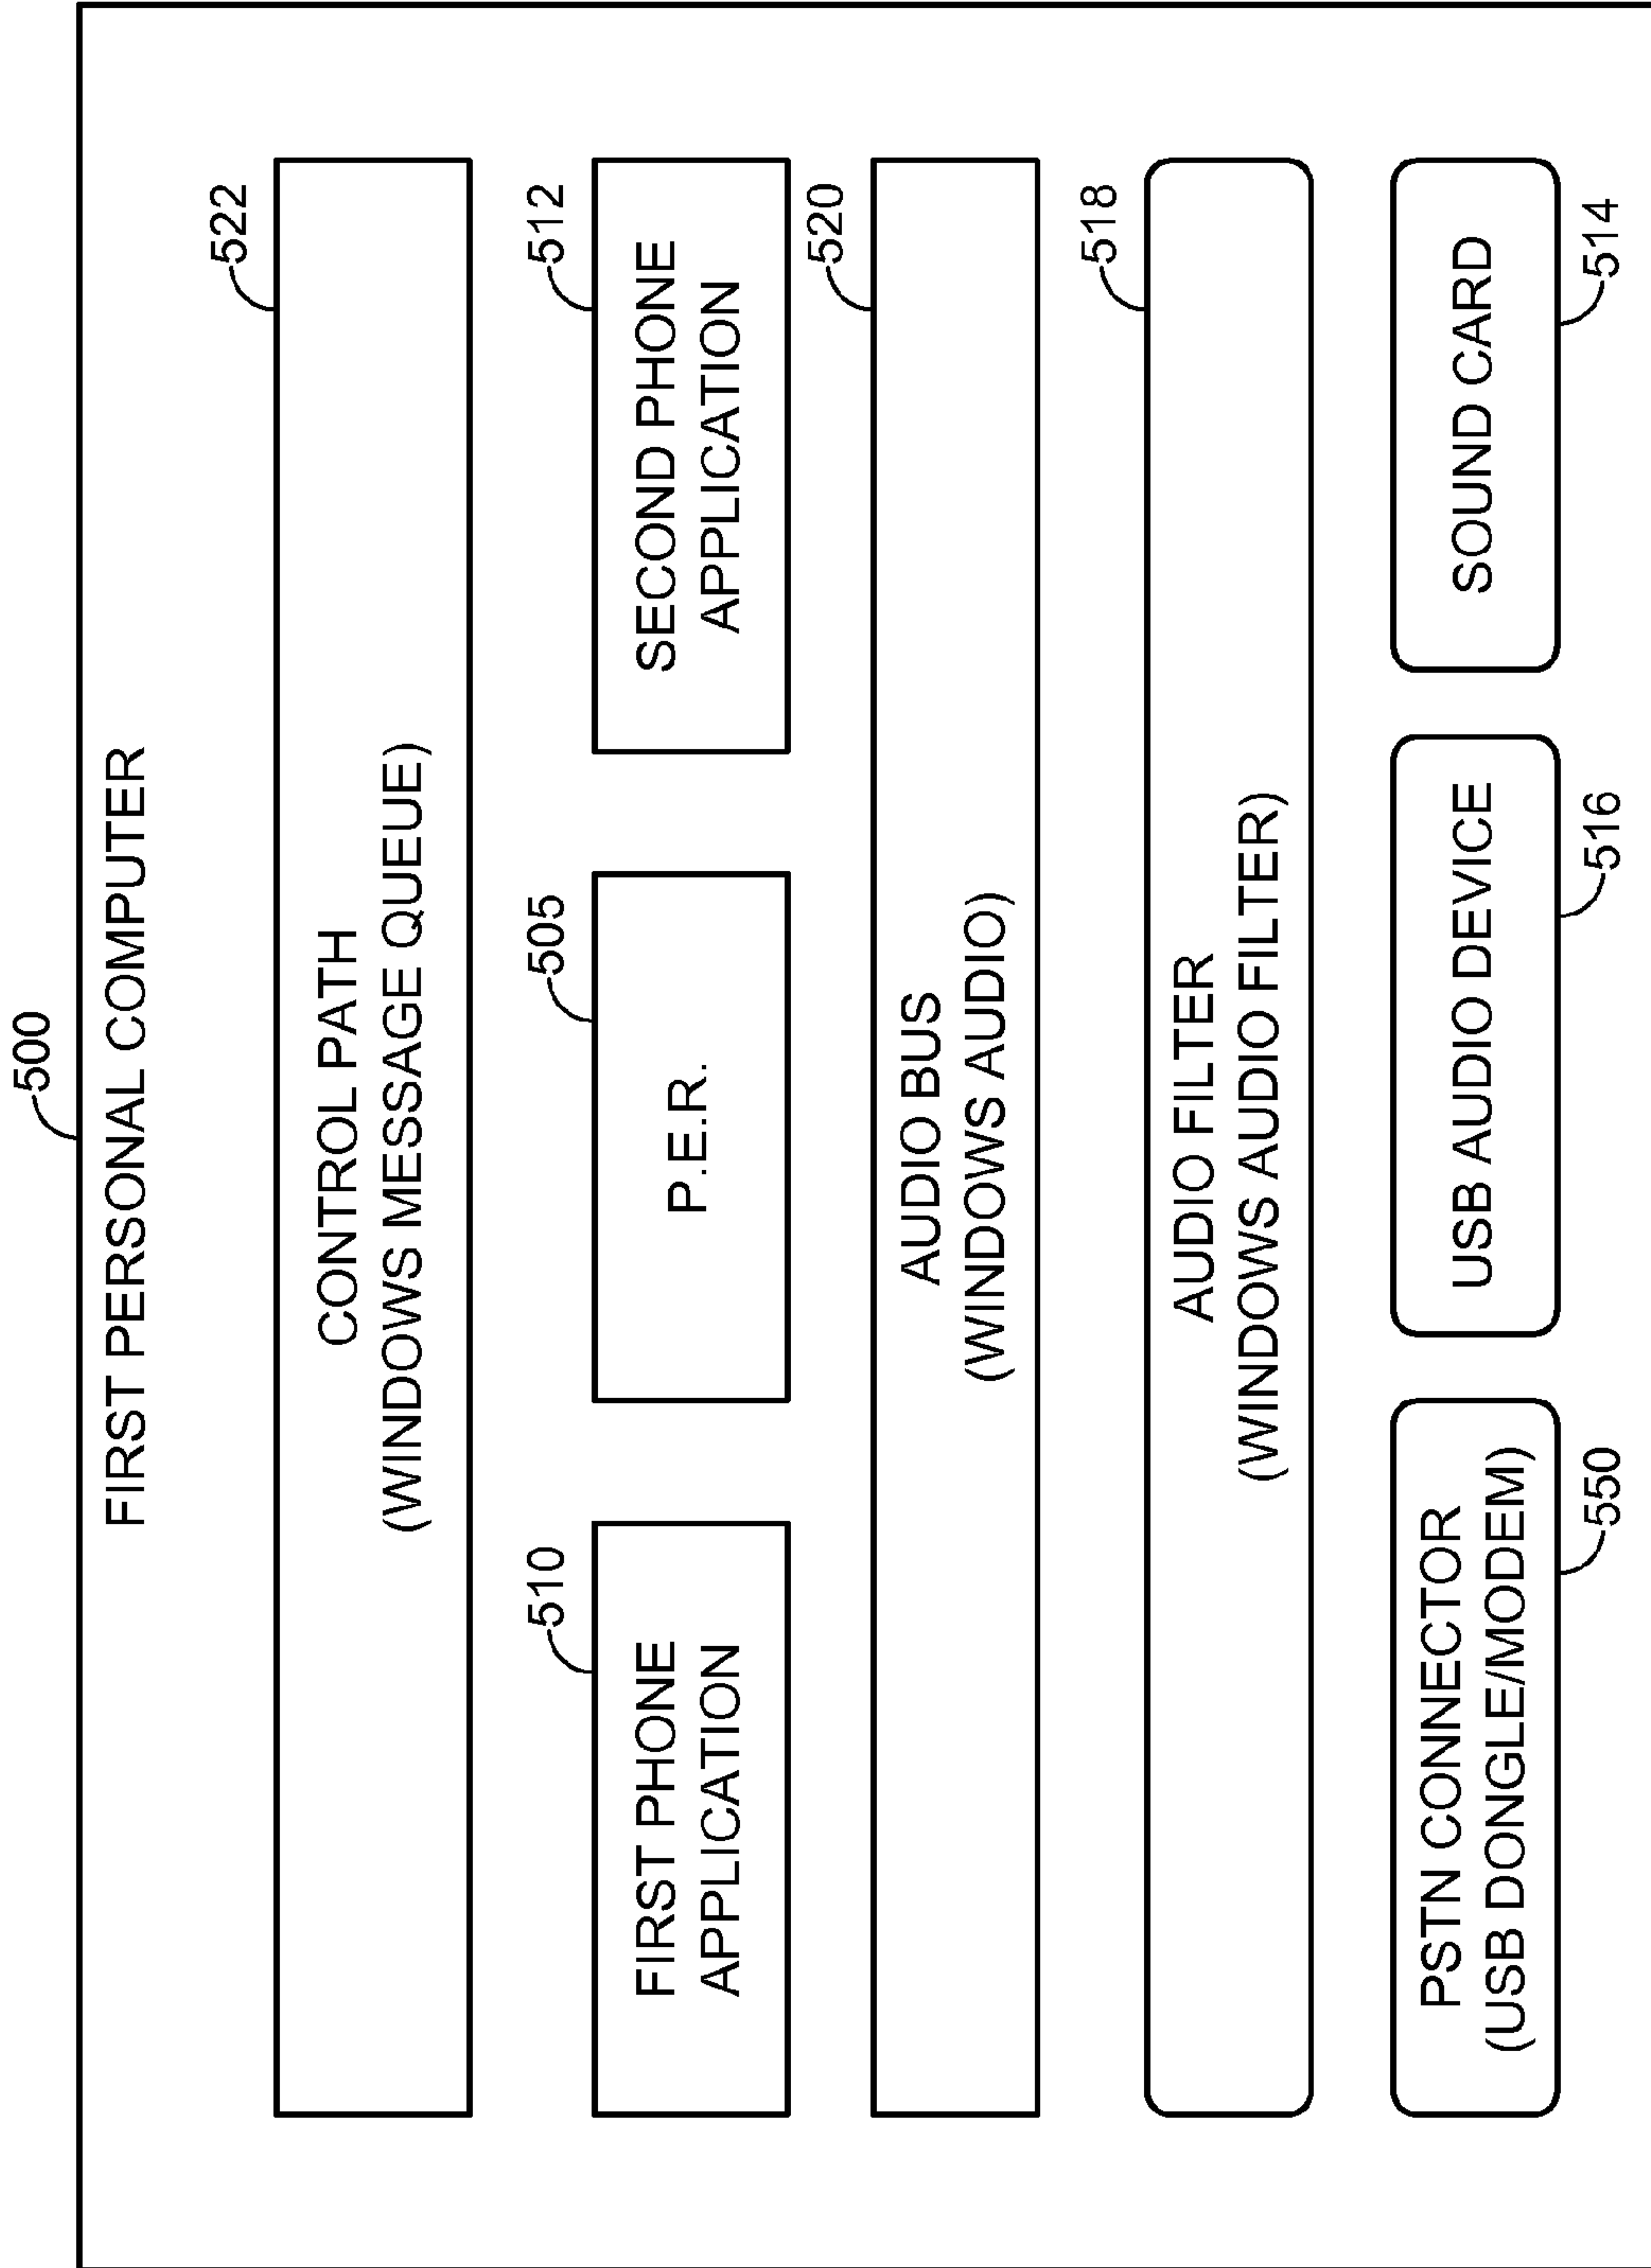 500
FIRST PERSONAL COMPUTER
522
CONTROL PATH
(WINDOWS MESSAGE QUEUE)
510
FIRST PHONE
APPLICATION
505
P.E.R.
512
SECOND PHONE
APPLICATION
520
AUDIO BUS
(WINDOWS AUDIO)
518
AUDIO FILTER
(WINDOWS AUDIO FILTER)
PSTN CONNECTOR
(USB DONGLE/MODEM)
550
USB AUDIO DEVICE
516
SOUND CARD
514